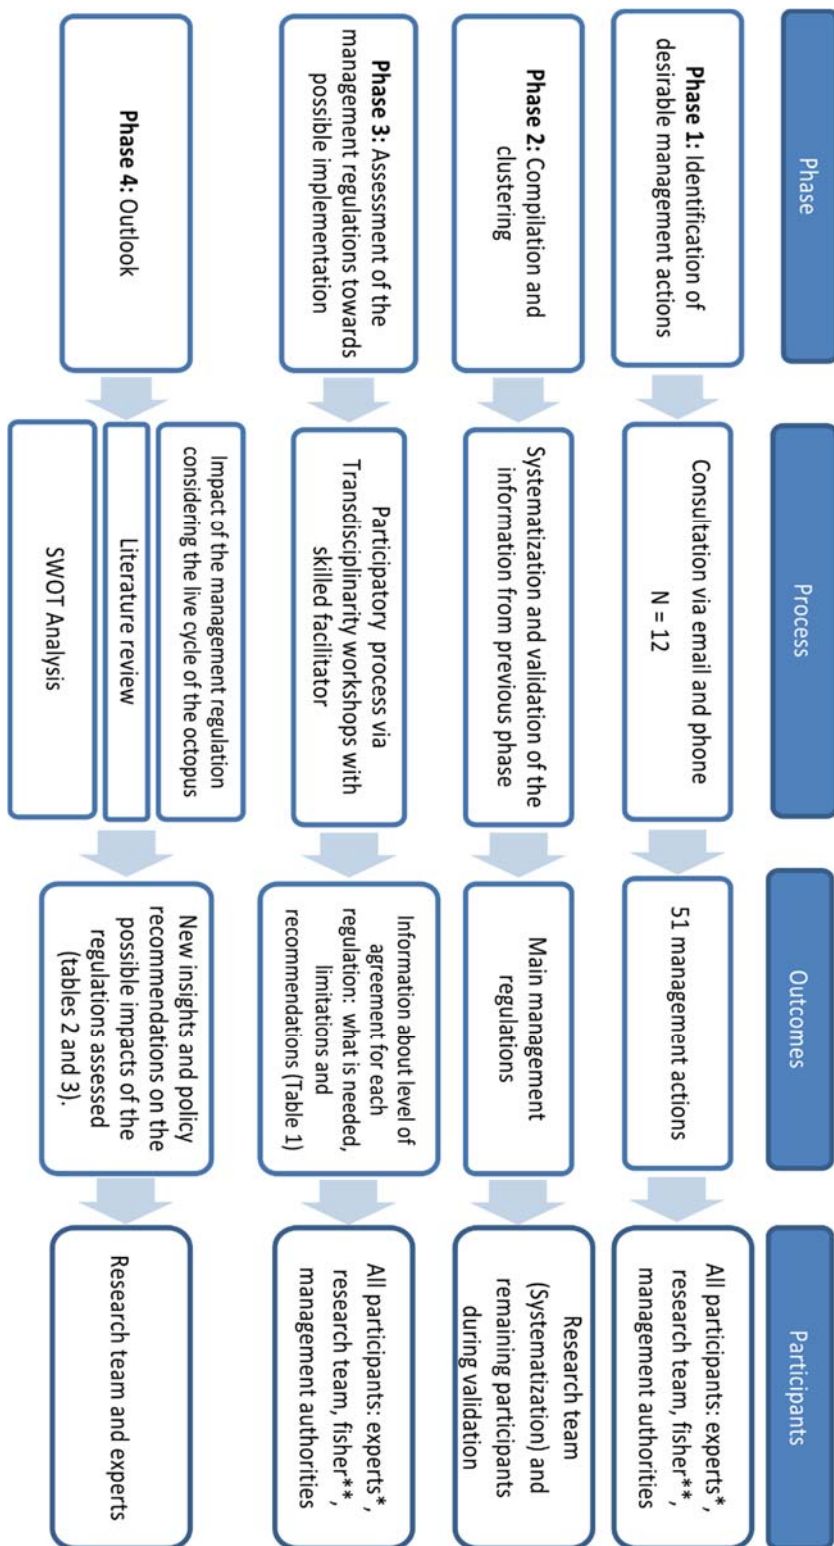 Phase
Process
Outcomes
Participants
Phase 1: Identification of
desirable management actions
Consultation via email and phone
N = 12
51 management actions
All participants: experts*,
research team, fisher**,
management authorities
Phase 2: Compilation and
clustering
Systematization and validation of the
information from previous phase
Main management
regulations
Research team
(Systematization) and
remaining participants
during validation
Phase 3: Assessment of the
management regulations towards
possible implementation
Participatory process via
Transdisciplinarity workshops with
skilled facilitator
Information about level of
agreement for each
regulation: what is needed,
limitations and
recommendations (Table 1)
All participants: experts*,
research team, fisher**,
management authorities
Phase 4: Outlook
Impact of the management regulation
considering the live cycle of the octopus
Literature review
SWOT Analysis
New insights and policy
recommendations on the
possible impacts of the
regulations assessed
(tables 2 and 3).
Research team and experts